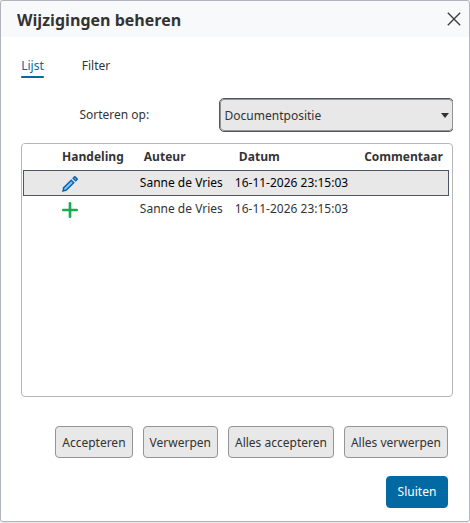 Wijzigingen beheren
Lijst Filter
Sorteren op: Documentpositie
Handeling Auteur Datum Commentaar
Sanne de Vries 16-11-2026 23:15:03
Sanne de Vries 16-11-2026 23:15:03
Accepteren Verwerpen Alles accepteren Alles verwerpen
Sluiten